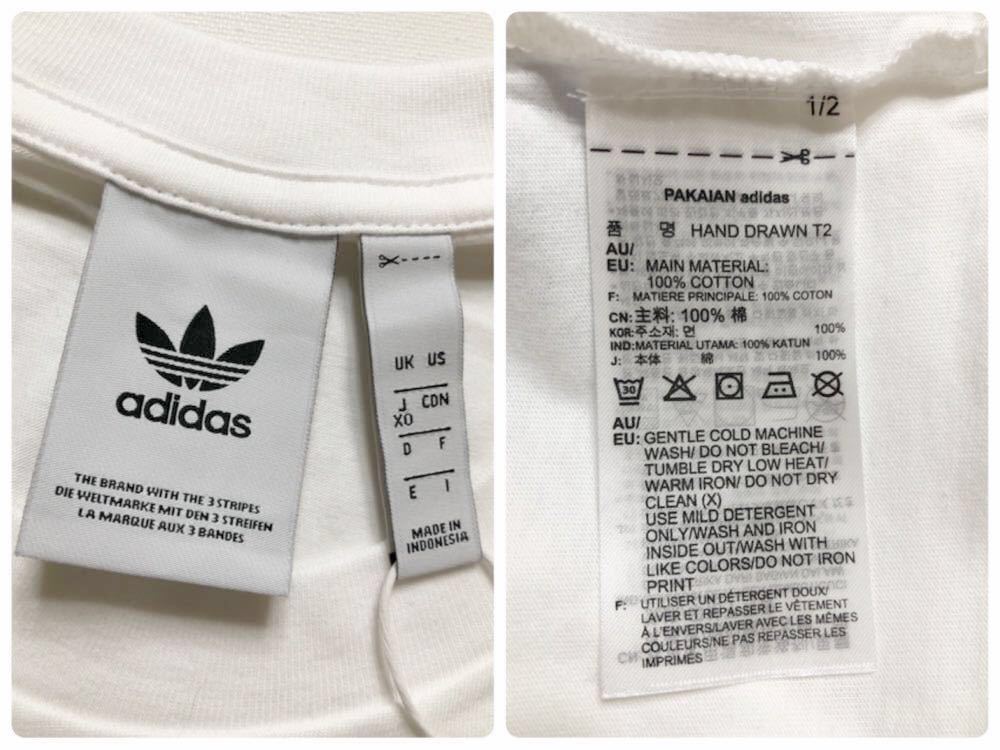 adidas
THE BRAND WITH THE 3 STRIPES
DIE WELTMARKE MIT DEN 3 STREIFEN
LA MARQUE AUX 3 BANDES
UK US
J CDN
XO
D F
E I
MADE IN
INDONESIA
1/2
PAKAIAN adidas
품 명 HAND DRAWN T2
AU/
EU: MAIN MATERIAL:
100% COTTON
F: MATIERE PRINCIPALE: 100% COTON
CN:主料: 100% 棉
KOR:주소재: 면 100%
IND:MATERIAL UTAMA: 100% KATUN
J: 本体 綿 100%
30
AU/
EU: GENTLE COLD MACHINE
WASH/ DO NOT BLEACH/
TUMBLE DRY LOW HEAT/
WARM IRON/ DO NOT DRY
CLEAN (X)
USE MILD DETERGENT
ONLY/WASH AND IRON
INSIDE OUT/WASH WITH
LIKE COLORS/DO NOT IRON
PRINT
F: UTILISER UN DÉTERGENT DOUX/
LAVER ET REPASSER LE VÊTEMENT
À L'ENVERS/LAVER AVEC LES MÊMES
COULEURS/NE PAS REPASSER LES
IMPRIMES